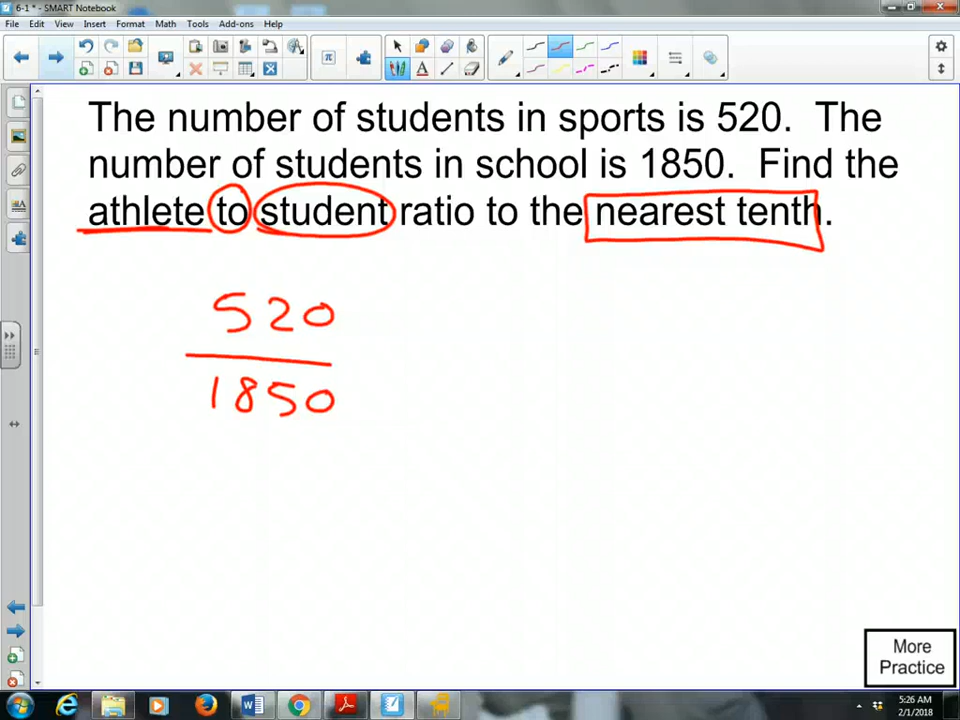 6-1 * - SMART Notebook
File Edit View Insert Format Math Tools Add-ons Help
The number of students in sports is 520. The
number of students in school is 1850. Find the
athlete to student ratio to the nearest tenth.
520
1850
More
Practice
5:26 AM
2/1/2018